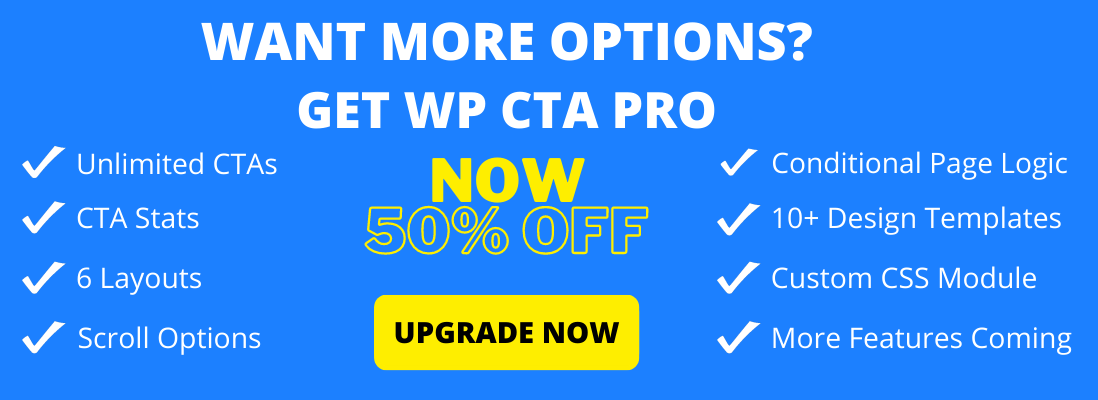 WANT MORE OPTIONS?
GET WP CTA PRO
Unlimited CTAs
CTA Stats
6 Layouts
Scroll Options
NOW
50% OFF
UPGRADE NOW
Conditional Page Logic
10+ Design Templates
Custom CSS Module
More Features Coming